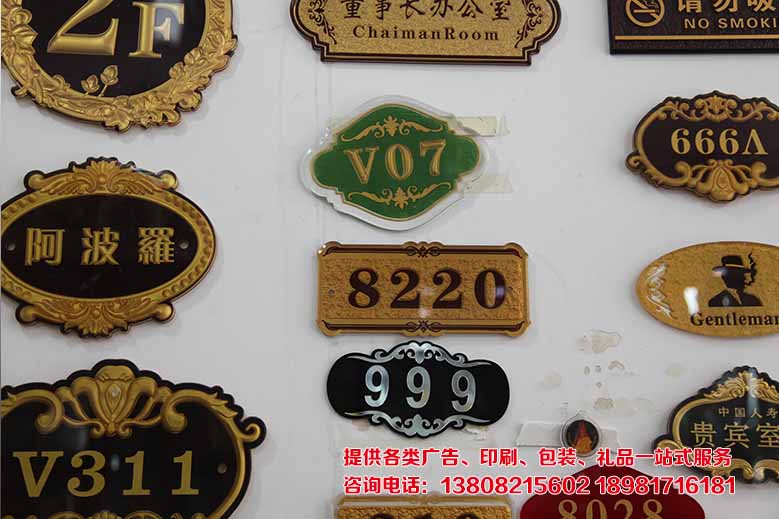 2F
董事长办公室
ChaimanRoom
请勿吸
NO SMOK
V07
666V
阿波羅
8220
Gentleman
999
中国人寿
贵宾室
V311
8028
提供各类广告、印刷、包装、礼品一站式服务
咨询电话：13808215602 18981716181